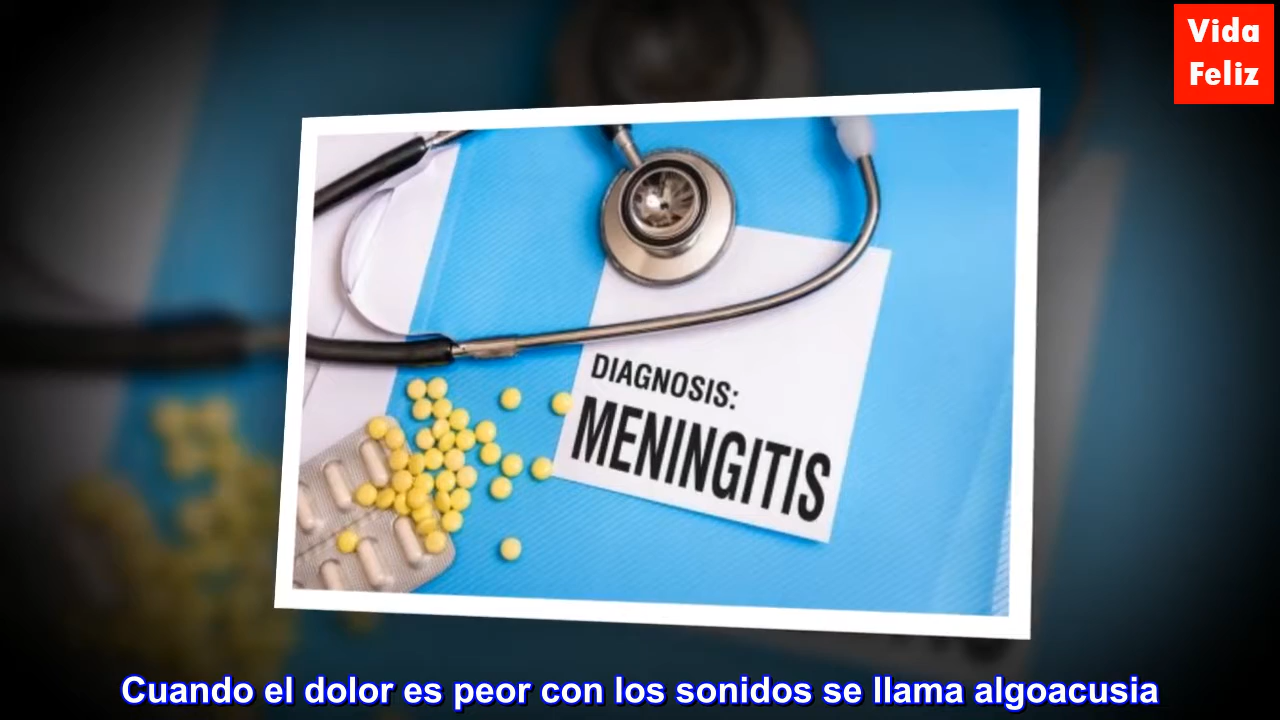 Vida
Feliz
DIAGNOSIS:
MENINGITIS
Cuando el dolor es peor con los sonidos se llama algoacusia